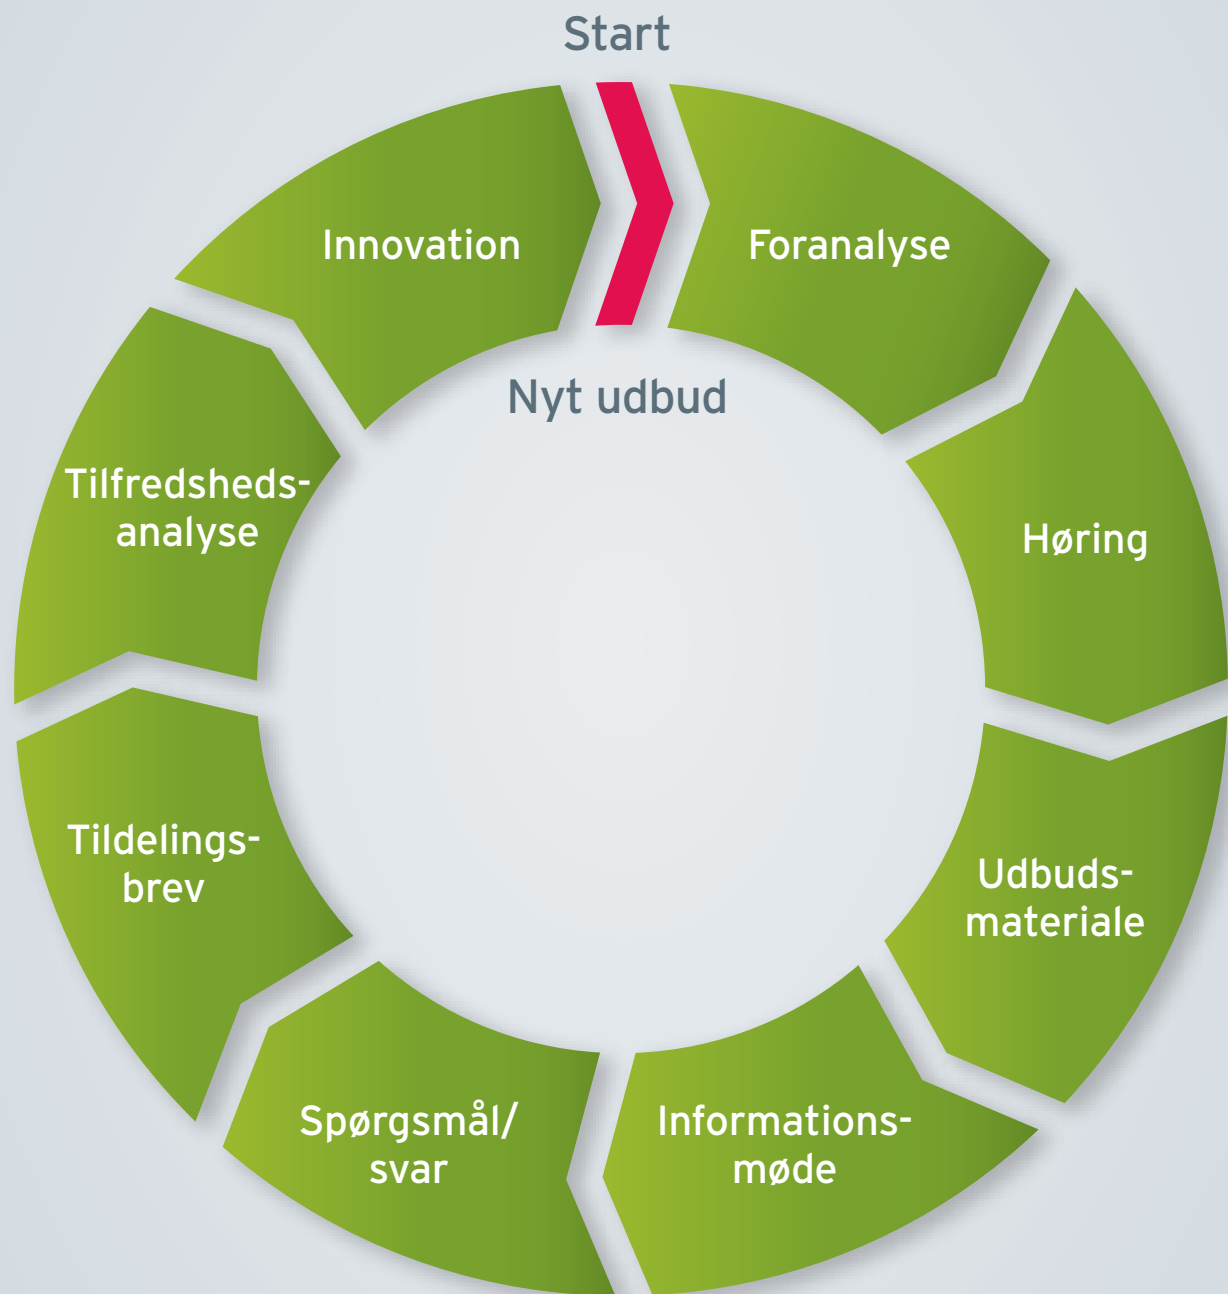 Start
Nyt udbud
Foranalyse
Høring
Udbuds-
materiale
Informations-
møde
Spørgsmål/
svar
Tildelings-
brev
Tilfredsheds-
analyse
Innovation